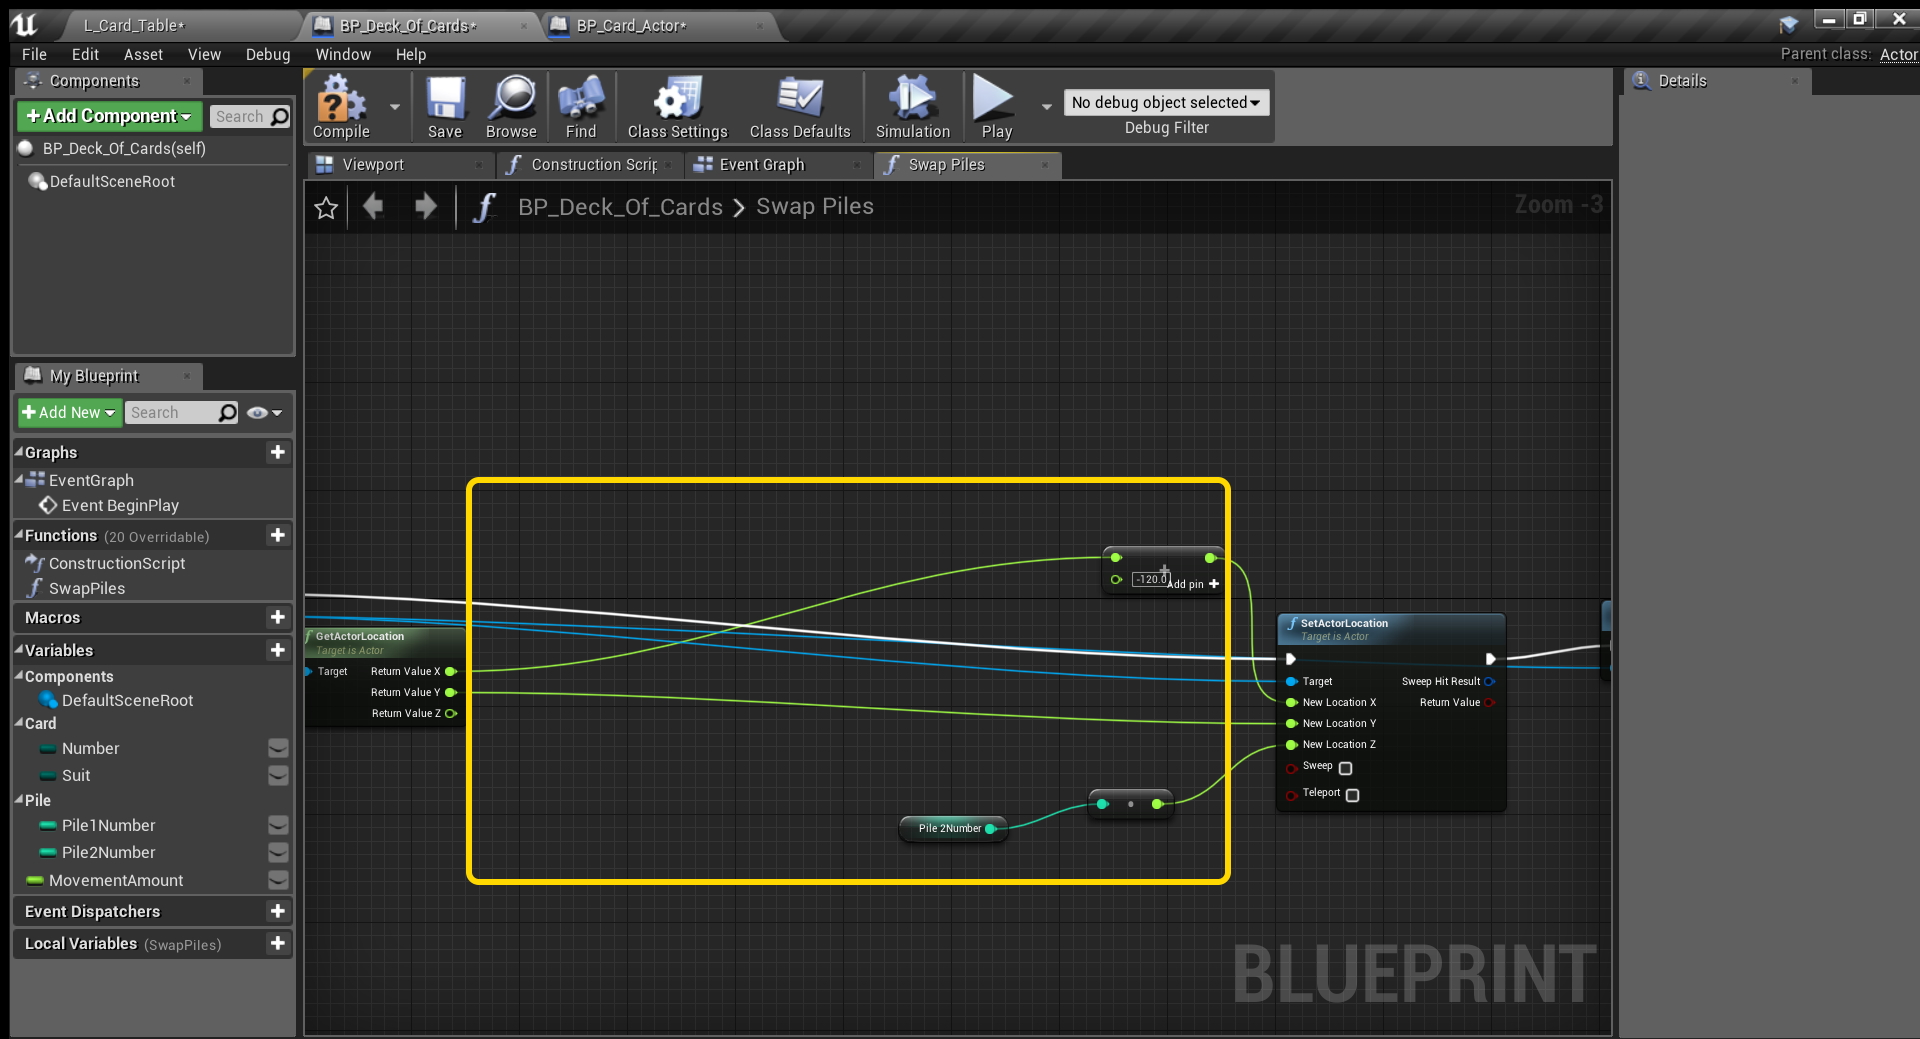 L_Card_Table*
BP_Deck_Of_Cards*
BP_Card_Actor*
File Edit Asset View Debug Window Help
Parent class: Actor
Components
Add Component
Search
BP_Deck_Of_Cards(self)
DefaultSceneRoot
Compile Save Browse Find Class Settings Class Defaults Simulation Play
No debug object selected
Debug Filter
Details
Viewport
Construction Scrip
Event Graph
Swap Piles
BP_Deck_Of_Cards > Swap Piles
Zoom -3
My Blueprint
Add New
Search
Graphs
EventGraph
Event BeginPlay
Functions (20 Overridable)
ConstructionScript
SwapPiles
Macros
Variables
Components
DefaultSceneRoot
Card
Number
Suit
Pile
Pile1Number
Pile2Number
MovementAmount
Event Dispatchers
Local Variables (SwapPiles)
GetActorLocation
Target is Actor
Target Return Value X
Return Value Y
Return Value Z
-120.0
Add pin +
Pile 2Number
SetActorLocation
Target is Actor
Target Sweep Hit Result
New Location X Return Value
New Location Y
New Location Z
Sweep
Teleport
BLUEPRINT